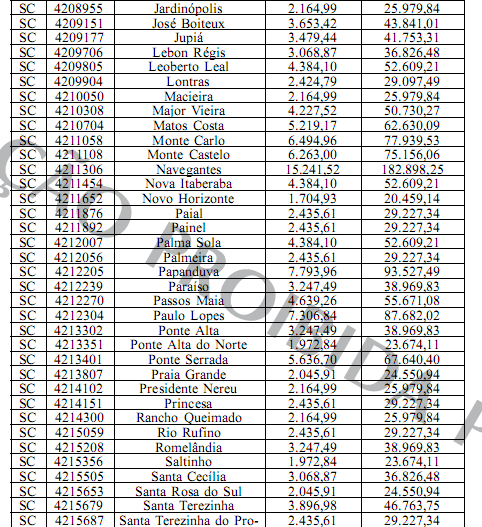 SC 4208955 Jardinópolis 2.164,99 25.979,84
SC 4209151 José Boiteux 3.653,42 43.841,01
SC 4209177 Jupiá 3.479,44 41.753,31
SC 4209706 Lebon Régis 3.068,87 36.826,48
SC 4209805 Leoberto Leal 4.384,10 52.609,21
SC 4209904 Lontras 2.424,79 29.097,49
SC 4210050 Macieira 2.164,99 25.979,84
SC 4210308 Major Vieira 4.227,52 50.730,27
SC 4210704 Matos Costa 5.219,17 62.630,09
SC 4211058 Monte Carlo 6.494,96 77.939,53
SC 4211108 Monte Castelo 6.263,00 75.156,06
SC 4211306 Navegantes 15.241,52 182.898,25
SC 4211454 Nova Itaberaba 4.384,10 52.609,21
SC 4211652 Novo Horizonte 1.704,93 20.459,14
SC 4211876 Paial 2.435,61 29.227,34
SC 4211892 Painel 2.435,61 29.227,34
SC 4212007 Palma Sola 4.384,10 52.609,21
SC 4212056 Palmeira 2.435,61 29.227,34
SC 4212205 Papanduva 7.793,96 93.527,49
SC 4212239 Paraíso 3.247,49 38.969,83
SC 4212270 Passos Maia 4.639,26 55.671,08
SC 4212304 Paulo Lopes 7.306,84 87.682,02
SC 4213302 Ponte Alta 3.247,49 38.969,83
SC 4213351 Ponte Alta do Norte 1.972,84 23.674,11
SC 4213401 Ponte Serrada 5.636,70 67.640,40
SC 4213807 Praia Grande 2.045,91 24.550,94
SC 4214102 Presidente Nereu 2.164,99 25.979,84
SC 4214151 Princesa 2.435,61 29.227,34
SC 4214300 Rancho Queimado 2.164,99 25.979,84
SC 4215059 Rio Rufino 2.435,61 29.227,34
SC 4215208 Romelândia 3.247,49 38.969,83
SC 4215356 Saltinho 1.972,84 23.674,11
SC 4215505 Santa Cecília 3.068,87 36.826,48
SC 4215653 Santa Rosa do Sul 2.045,91 24.550,94
SC 4215679 Santa Terezinha 3.896,98 46.763,75
SC 4215687 Santa Terezinha do Pro- 2.435,61 29.227,34
ÇÃO PROIBIDA P